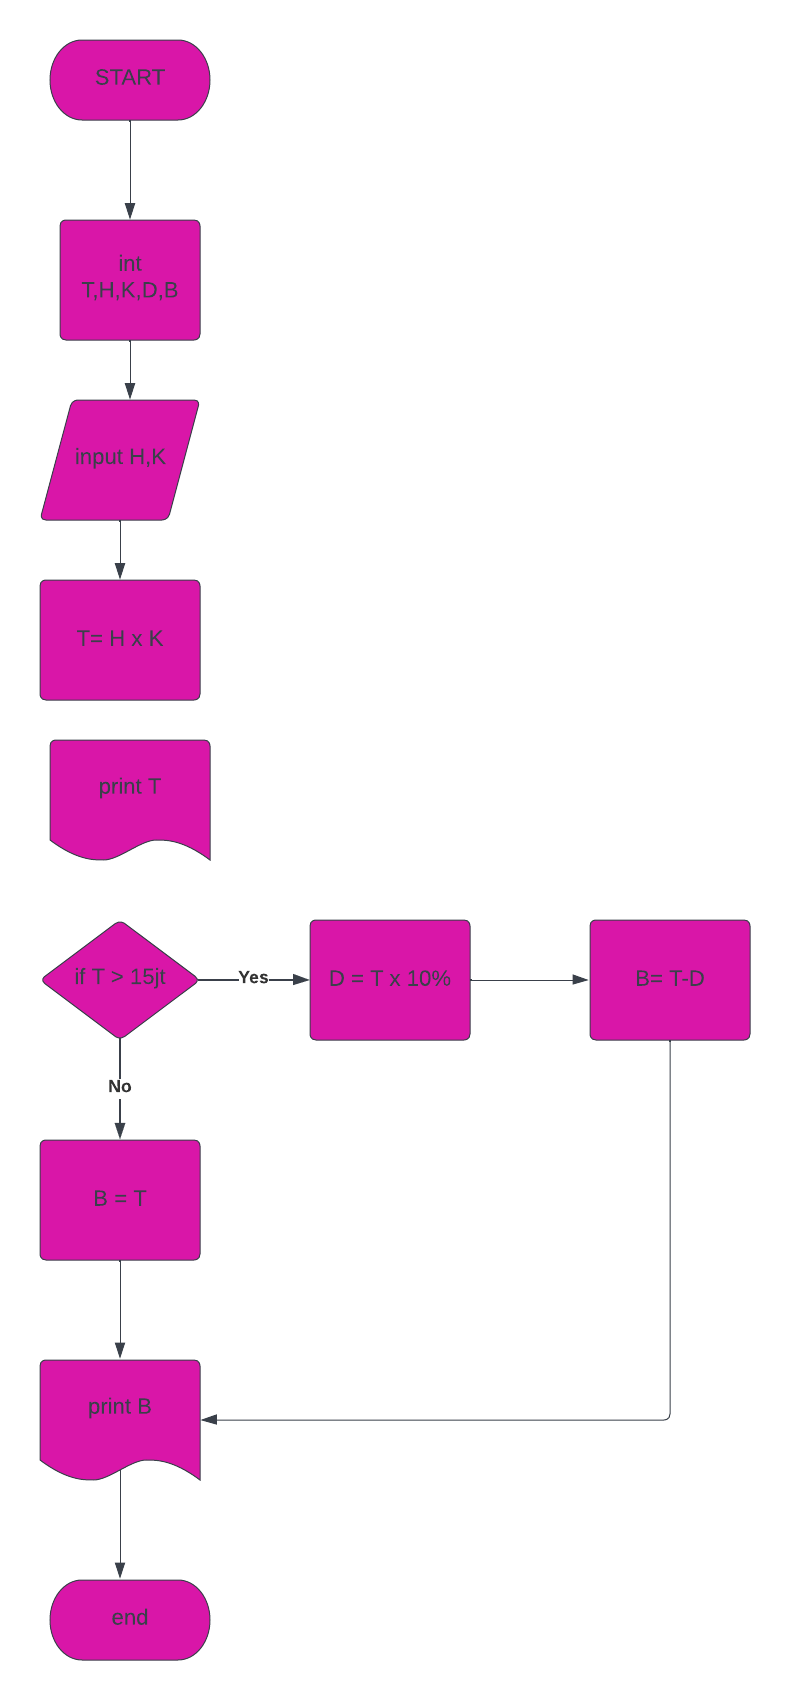 START
int
T,H,K,D,B
input H,K
T= H x K
print T
if T > 15jt
Yes
D = T x 10%
B= T-D
No
B = T
print B
end